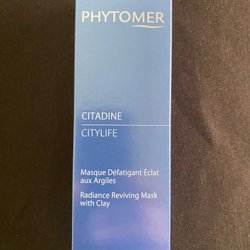 PHYTOMER
CITADINE
CITYLIFE
Masque Défatigant Éclat
aux Argiles
Radiance Reviving Mask
with Clay